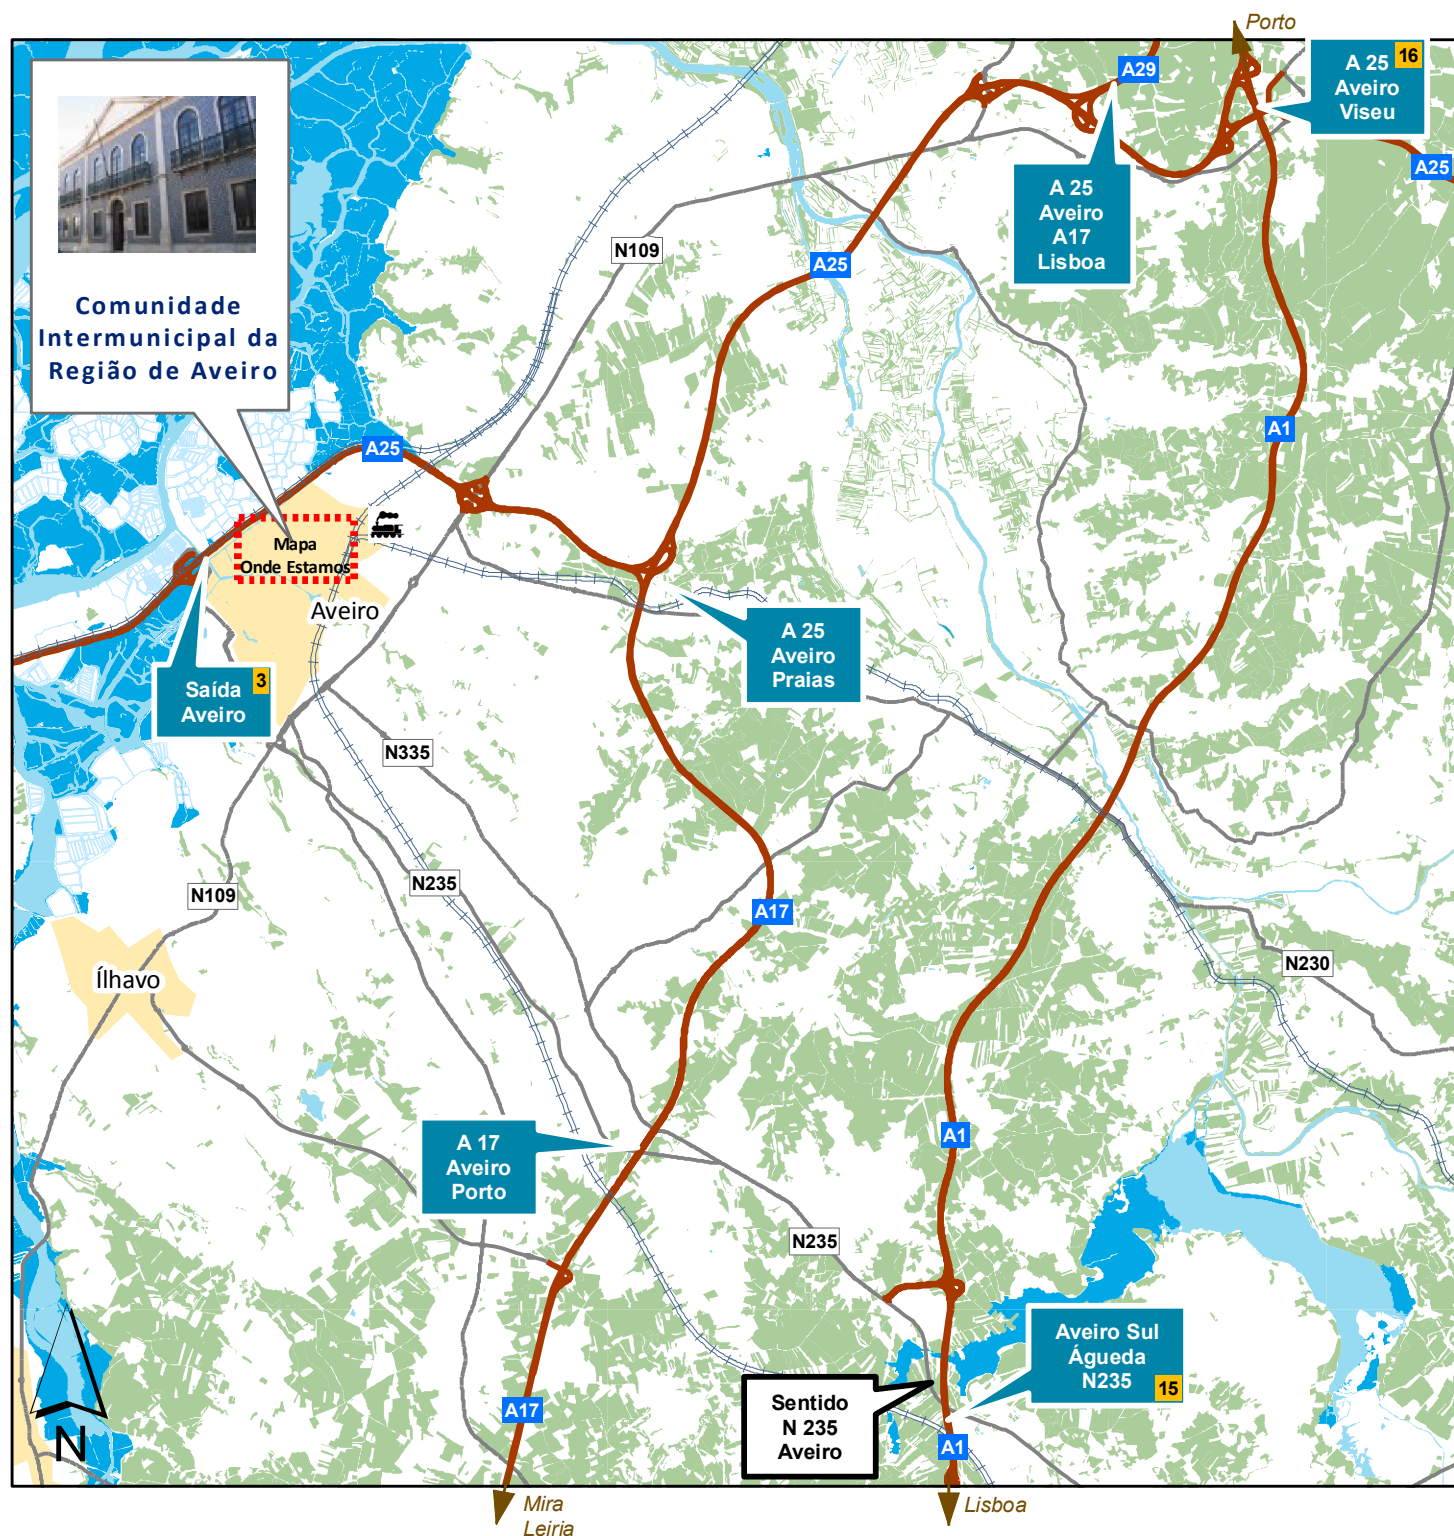 Porto
A 25
Aveiro
Viseu
16
A29
A25
A 25
Aveiro
A17
Lisboa
Comunidade
Intermunicipal da
Região de Aveiro
N109
A25
A1
A25
Mapa
Onde Estamos
Aveiro
A 25
Aveiro
Praias
Saída
Aveiro
3
N335
N235
N109
A17
Ílhavo
N230
A 17
Aveiro
Porto
A1
N235
Aveiro Sul
Águeda
N235
15
Sentido
N 235
Aveiro
A17
A1
N
Mira
Leiria
Lisboa